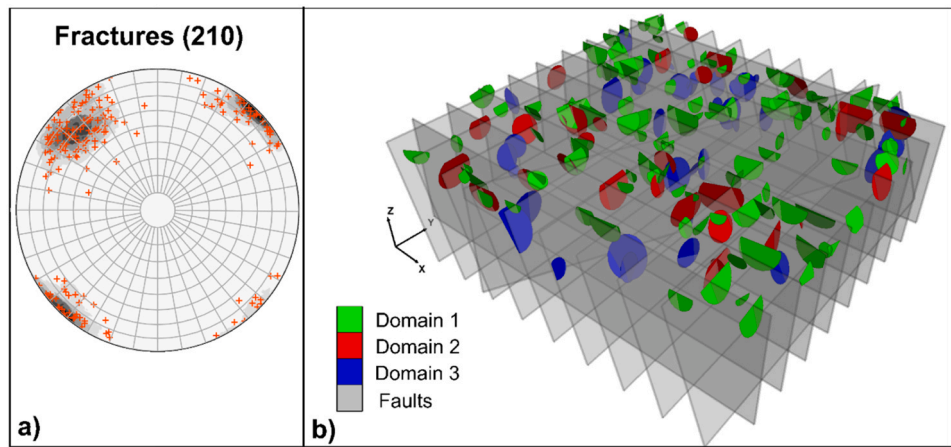 Fractures (210)
a)
Z
Y
X
Domain 1
Domain 2
Domain 3
Faults
b)